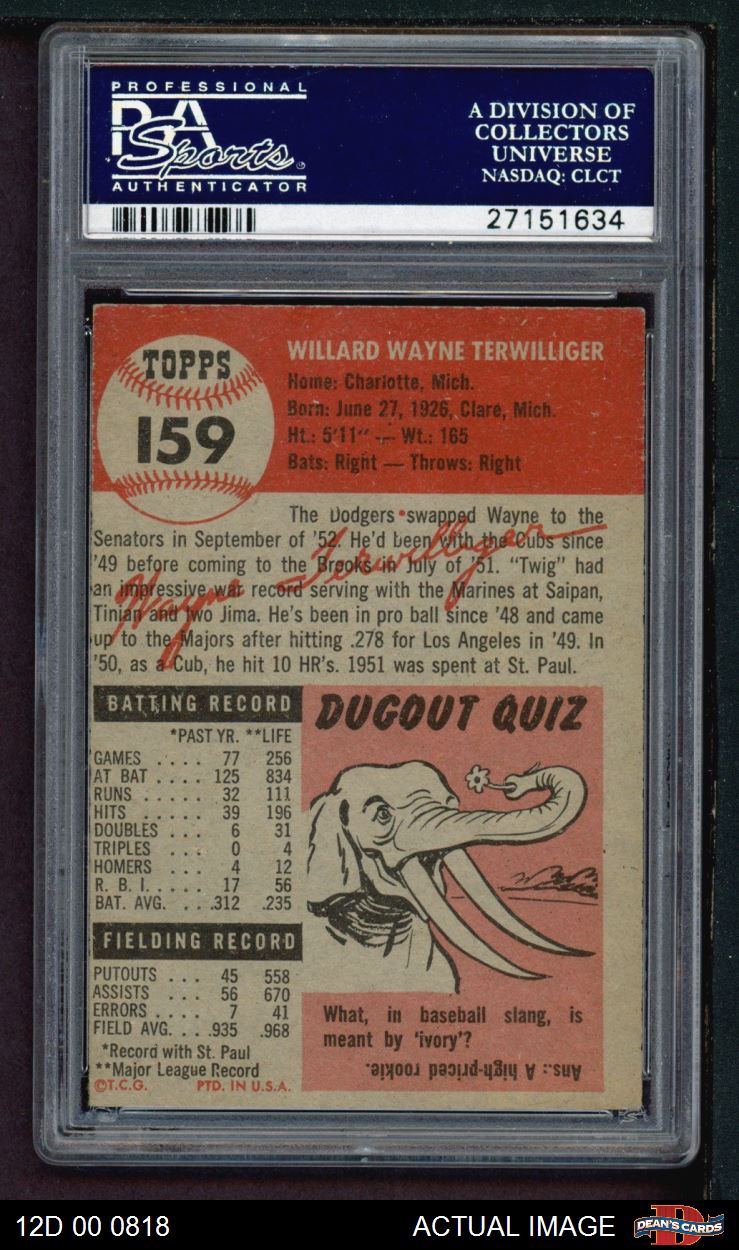 PROFESSIONAL
PSA
Sports
AUTHENTICATOR
A DIVISION OF
COLLECTORS
UNIVERSE
NASDAQ: CLCT
27151634
TOPPS
159
WILLARD WAYNE TERWILLIGER
Home: Charlotte, Mich.
Born: June 27, 1926, Clare, Mich.
Ht.: 5'11" — Wt.: 165
Bats: Right — Throws: Right
The Dodgers swapped Wayne to the
Senators in September of '52. He'd been with the Cubs since
'49 before coming to the Brooks in July of '51. "Twig" had
an impressive war record serving with the Marines at Saipan,
Tinian and Iwo Jima. He's been in pro ball since '48 and came
up to the Majors after hitting .278 for Los Angeles in '49. In
'50, as a Cub, he hit 10 HR's. 1951 was spent at St. Paul.
Wayne Terwilliger
BATTING RECORD
*PAST YR. **LIFE
GAMES ..... 77 256
AT BAT .... 125 834
RUNS ..... 32 111
HITS ..... 39 196
DOUBLES ... 6 31
TRIPLES ... 0 4
HOMERS ... 4 12
R. B. I. .... 17 56
BAT. AVG. ...312 .235
FIELDING RECORD
PUTOUTS ... 45 558
ASSISTS ... 56 670
ERRORS .... 7 41
FIELD AVG. ...935 .968
*Record with St. Paul
**Major League Record
©T.C.G. PTD. IN U.S.A.
DUGOUT QUIZ
What, in baseball slang, is
meant by 'ivory'?
Ans.: A high-priced rookie.
12D 00 0818
ACTUAL IMAGE
D
DEAN'S CARDS